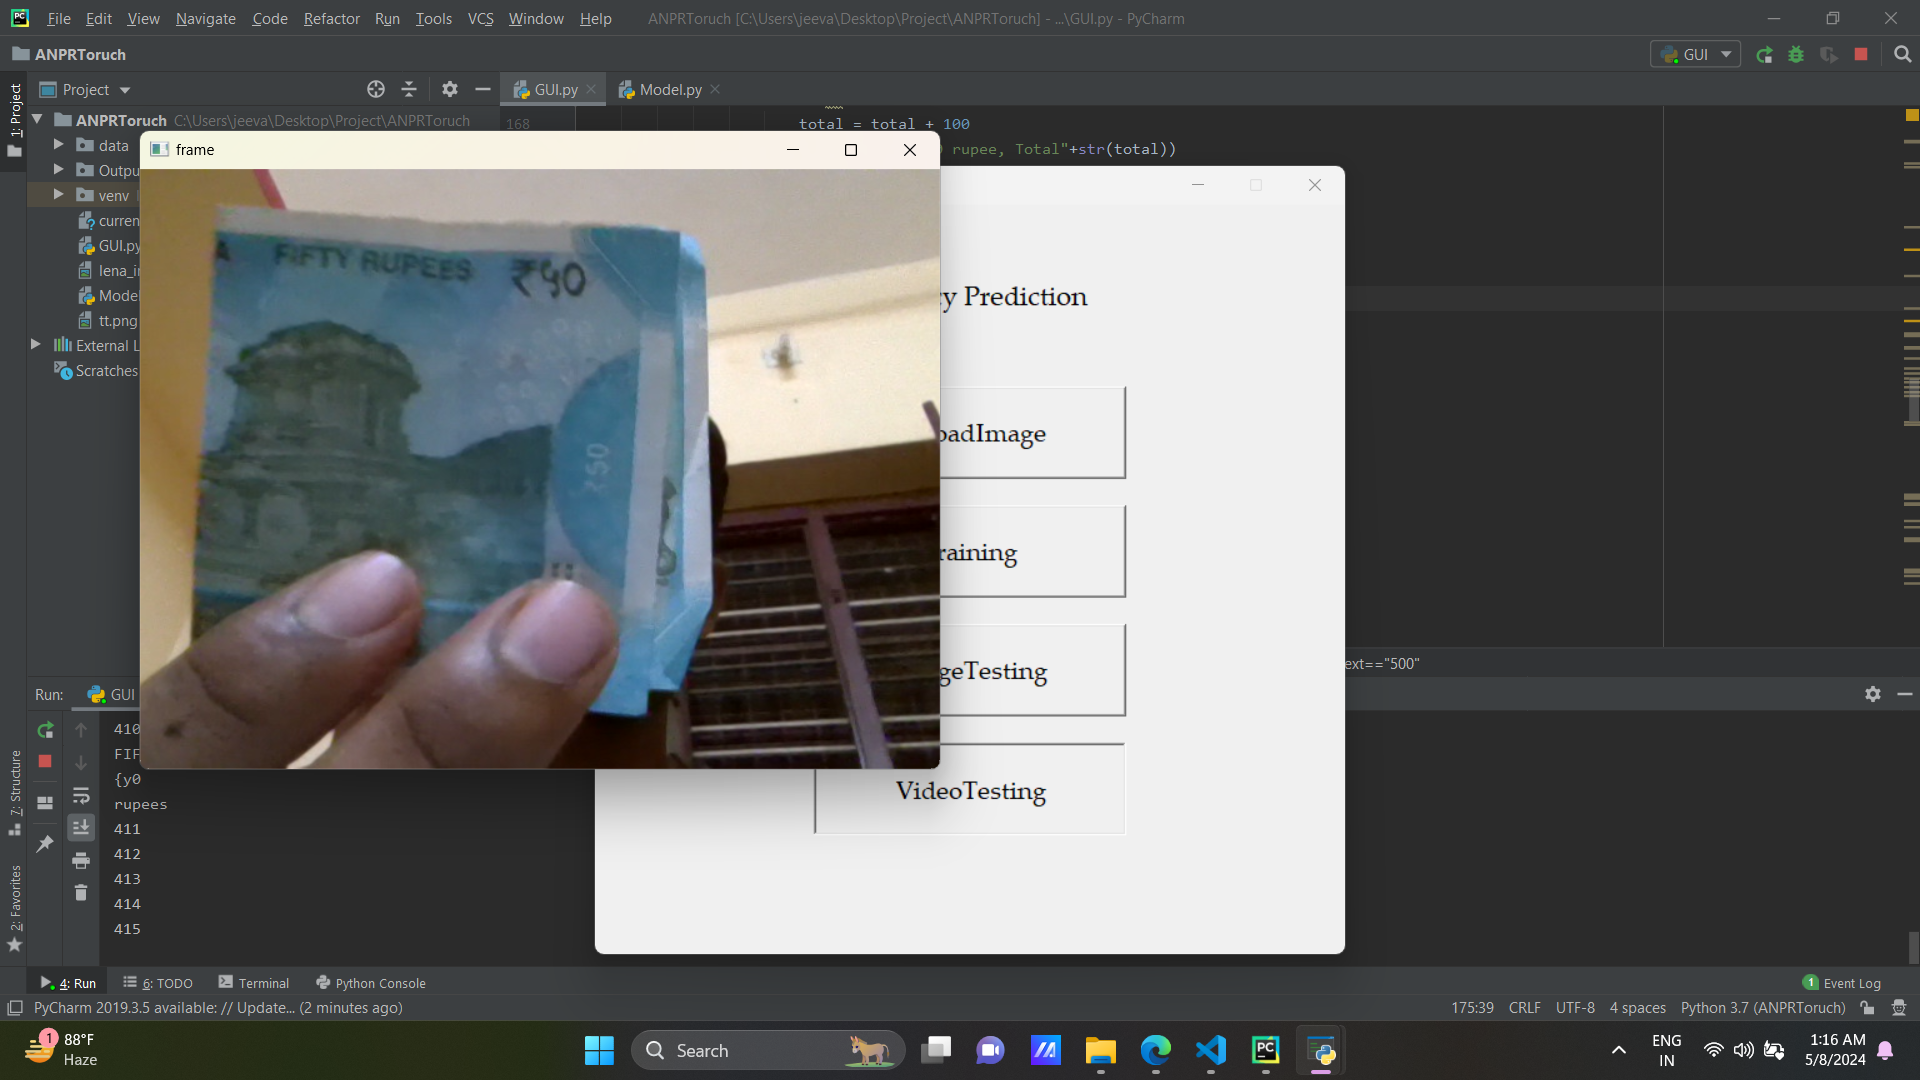 File Edit View Navigate Code Refactor Run Tools VCS Window Help ANPRToruch [C:\Users\jeeva\Desktop\Project\ANPRToruch] - ...\GUI.py - PyCharm
ANPRToruch
GUI
1: Project
Project
GUI.py
Model.py
ANPRToruch C:\Users\jeeva\Desktop\Project\ANPRToruch
168
total = total + 100
data
frame
rupee, Total"+str(total))
Outpu
venv
curren
GUI.py
lena_i
Model
tt.png
External L
Scratches
FIFTY RUPEES
₹50
₹50
cy Prediction
oadImage
raining
geTesting
VideoTesting
ext=="500"
Run:
GUI
410
FIF
{y0
rupees
411
412
413
414
415
7: Structure
2: Favorites
4: Run
6: TODO
Terminal
Python Console
1 Event Log
PyCharm 2019.3.5 available: // Update... (2 minutes ago)
175:39 CRLF UTF-8 4 spaces Python 3.7 (ANPRToruch)
1
88°F
Haze
Search
PC
ENG
IN
1:16 AM
5/8/2024